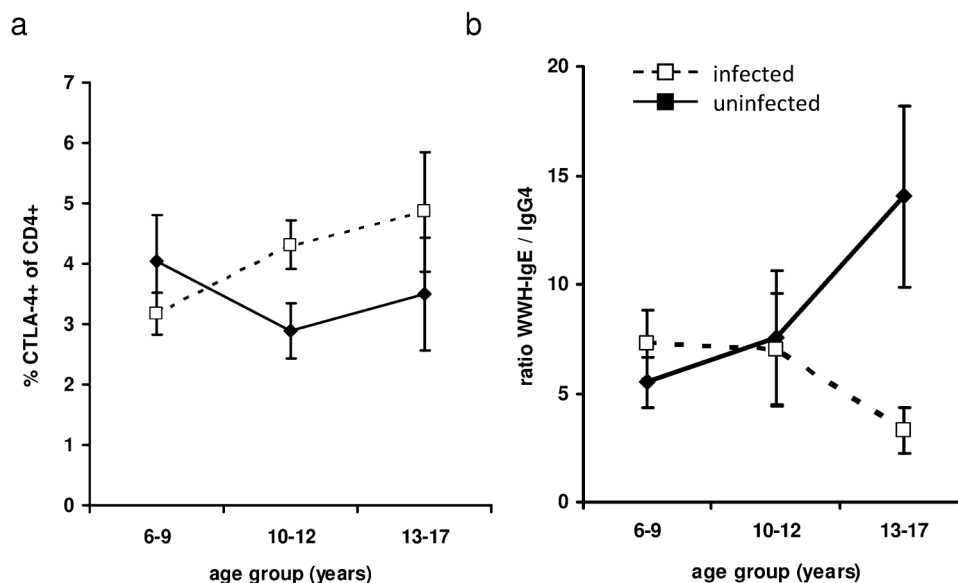 a
7
6
5
4
3
2
1
0
% CTLA-4+ of CD4+
6-9 10-12 13-17
age group (years)
b
infected
uninfected
20
15
10
5
0
ratio WWH-IgE / IgG4
6-9 10-12 13-17
age group (years)